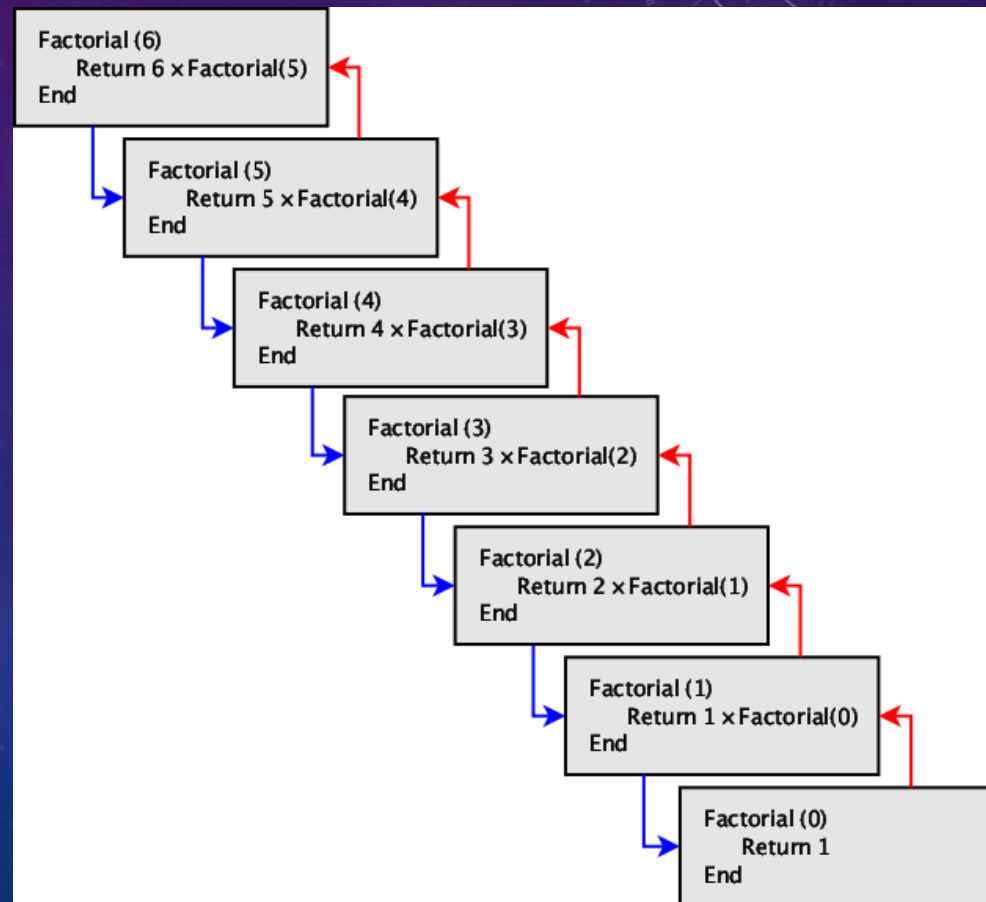 Factorial (6)
Return 6 ×Factorial(5)
End
Factorial (5)
Return 5 ×Factorial(4)
End
Factorial (4)
Return 4 ×Factorial(3)
End
Factorial (3)
Return 3 ×Factorial(2)
End
Factorial (2)
Return 2 ×Factorial(1)
End
Factorial (1)
Return 1 ×Factorial(0)
End
Factorial (0)
Return 1
End